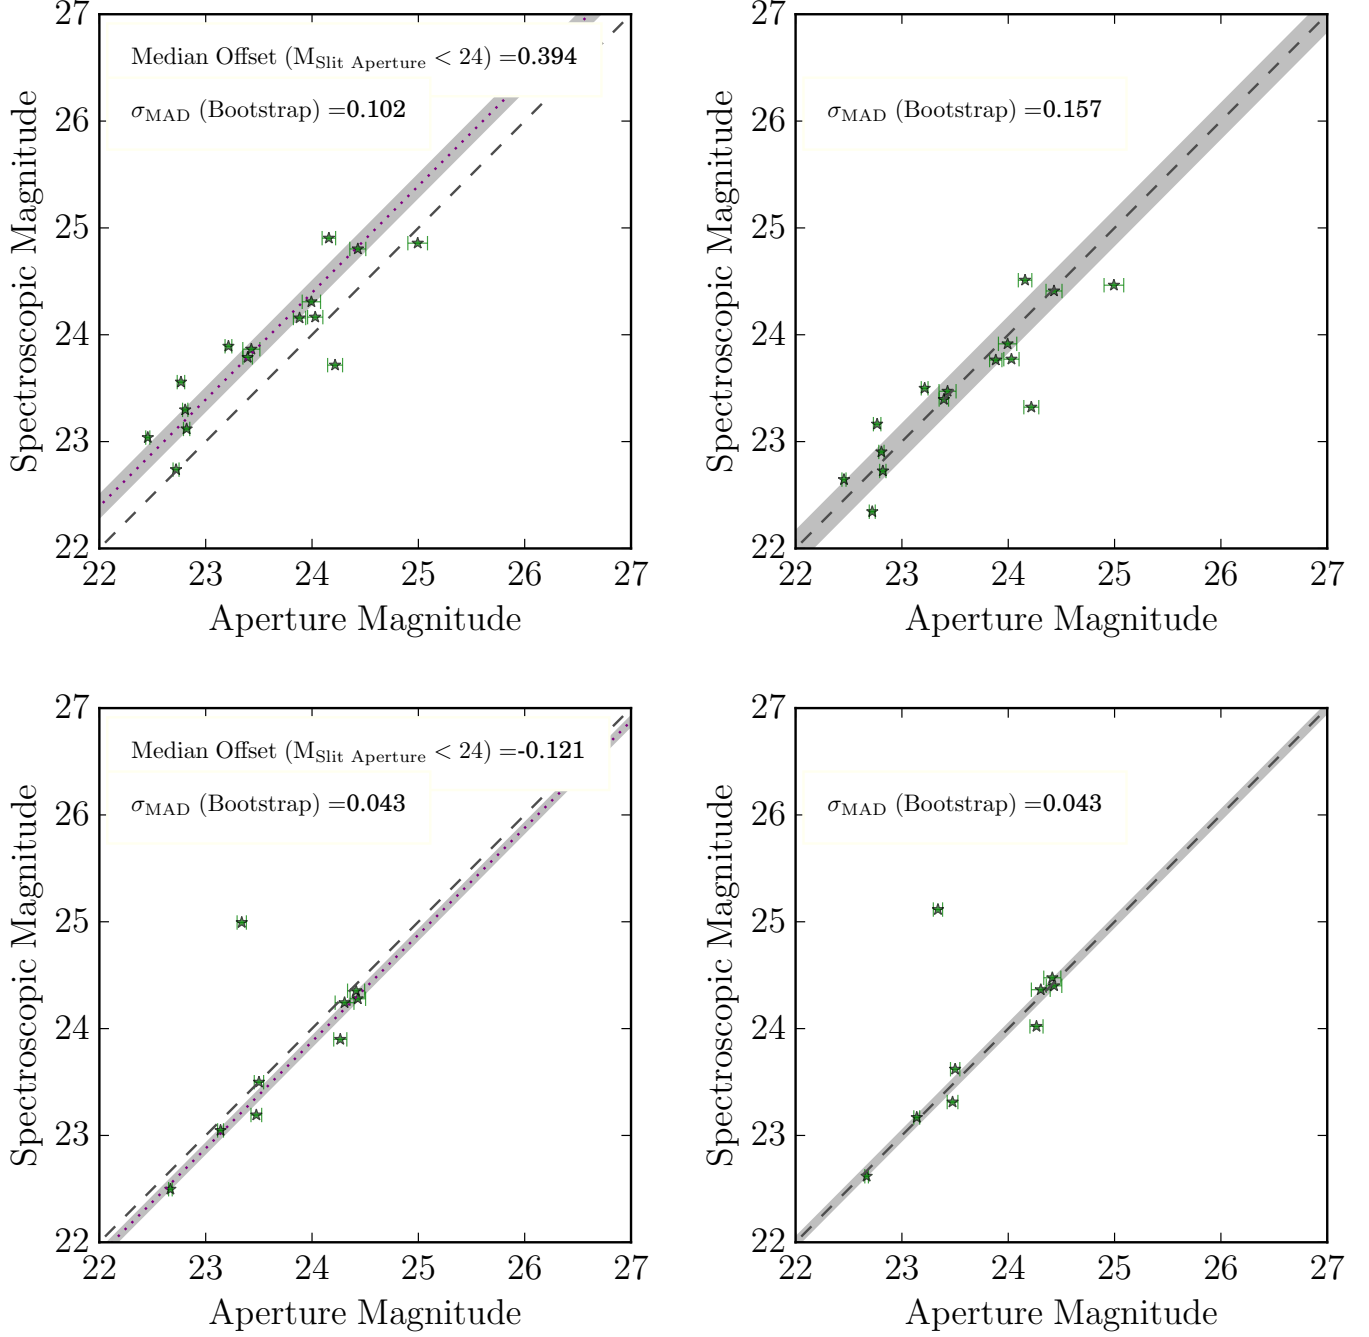 27
26
25
24
23
22
Spectroscopic Magnitude
Median Offset (M_Slit Aperture < 24) =0.394
σ_MAD (Bootstrap) =0.102
22 23 24 25 26 27
Aperture Magnitude
27
26
25
24
23
22
Spectroscopic Magnitude
σ_MAD (Bootstrap) =0.157
22 23 24 25 26 27
Aperture Magnitude
27
26
25
24
23
22
Spectroscopic Magnitude
Median Offset (M_Slit Aperture < 24) =-0.121
σ_MAD (Bootstrap) =0.043
22 23 24 25 26 27
Aperture Magnitude
27
26
25
24
23
22
Spectroscopic Magnitude
σ_MAD (Bootstrap) =0.043
22 23 24 25 26 27
Aperture Magnitude